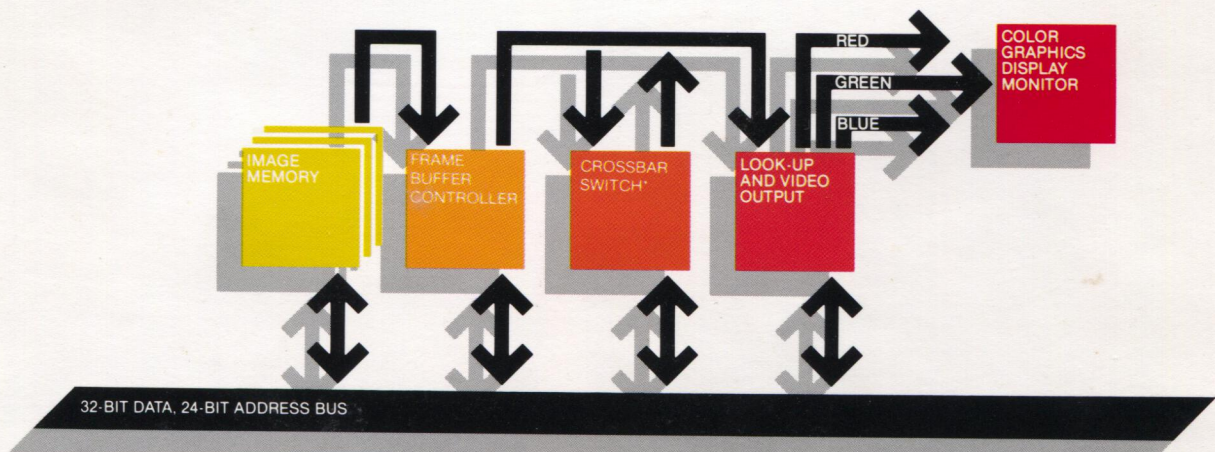 RED
GREEN
BLUE
COLOR
GRAPHICS
DISPLAY
MONITOR
IMAGE
MEMORY
FRAME
BUFFER
CONTROLLER
CROSSBAR
SWITCH*
LOOK-UP
AND VIDEO
OUTPUT
32-BIT DATA, 24-BIT ADDRESS BUS